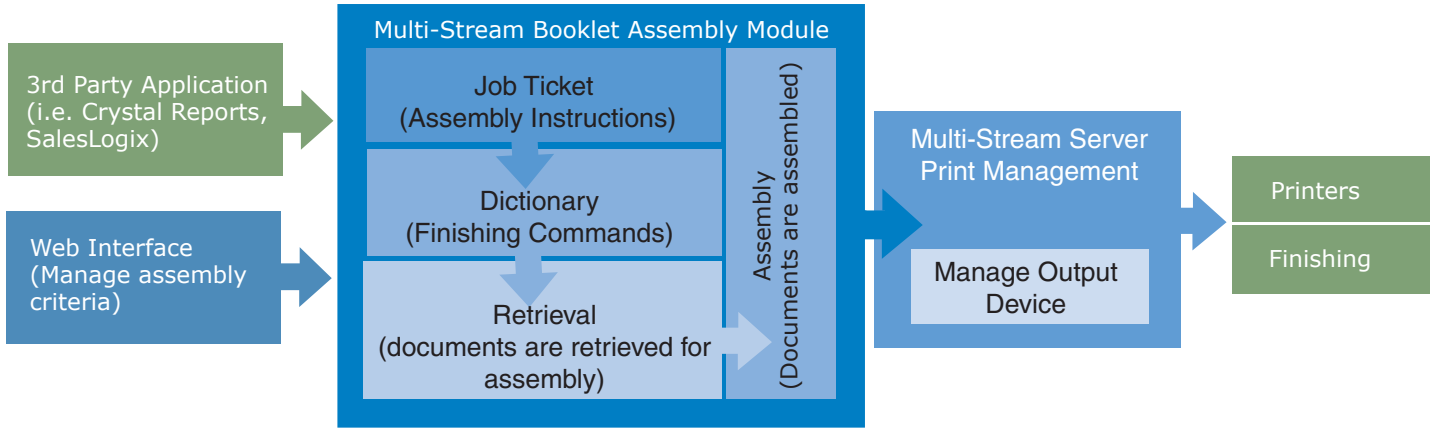 3rd Party Application
(i.e. Crystal Reports,
SalesLogix)
Web Interface
(Manage assembly
criteria)
Multi-Stream Booklet Assembly Module
Job Ticket
(Assembly Instructions)
Dictionary
(Finishing Commands)
Retrieval
(documents are retrieved for
assembly)
Assembly
(Documents are assembled)
Multi-Stream Server
Print Management
Manage Output
Device
Printers
Finishing